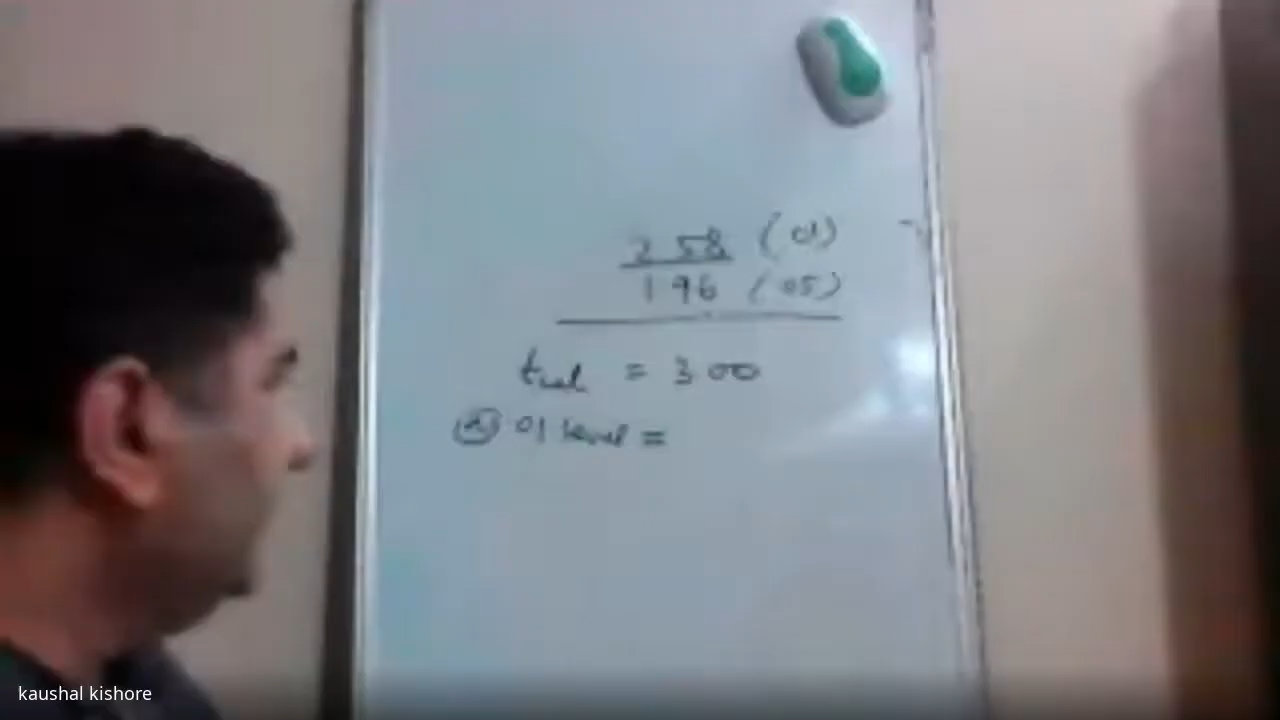 2 58 (01)
1 96 (05)
tcal = 3 00
01 level =
kaushal kishore